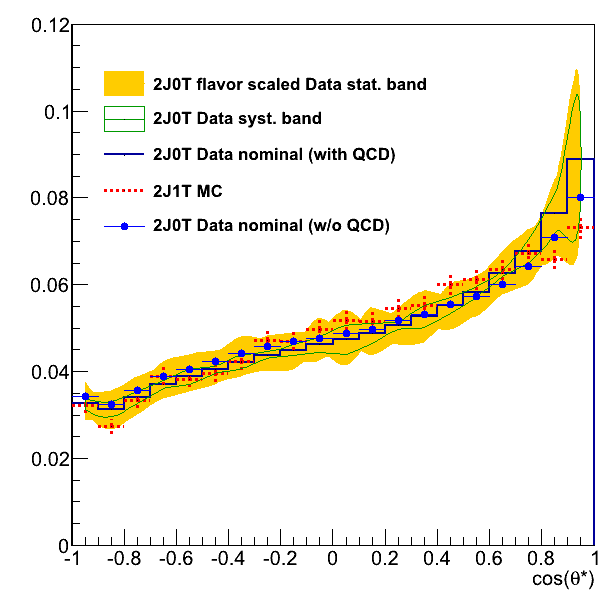 0.12
2J0T flavor scaled Data stat. band
0.1
2J0T Data syst. band
2J0T Data nominal (with QCD)
2J1T MC
0.08
2J0T Data nominal (w/o QCD)
0.06
0.04
0.02
0
-1 -0.8 -0.6 -0.4 -0.2 0 0.2 0.4 0.6 0.8 1
cos(θ*)